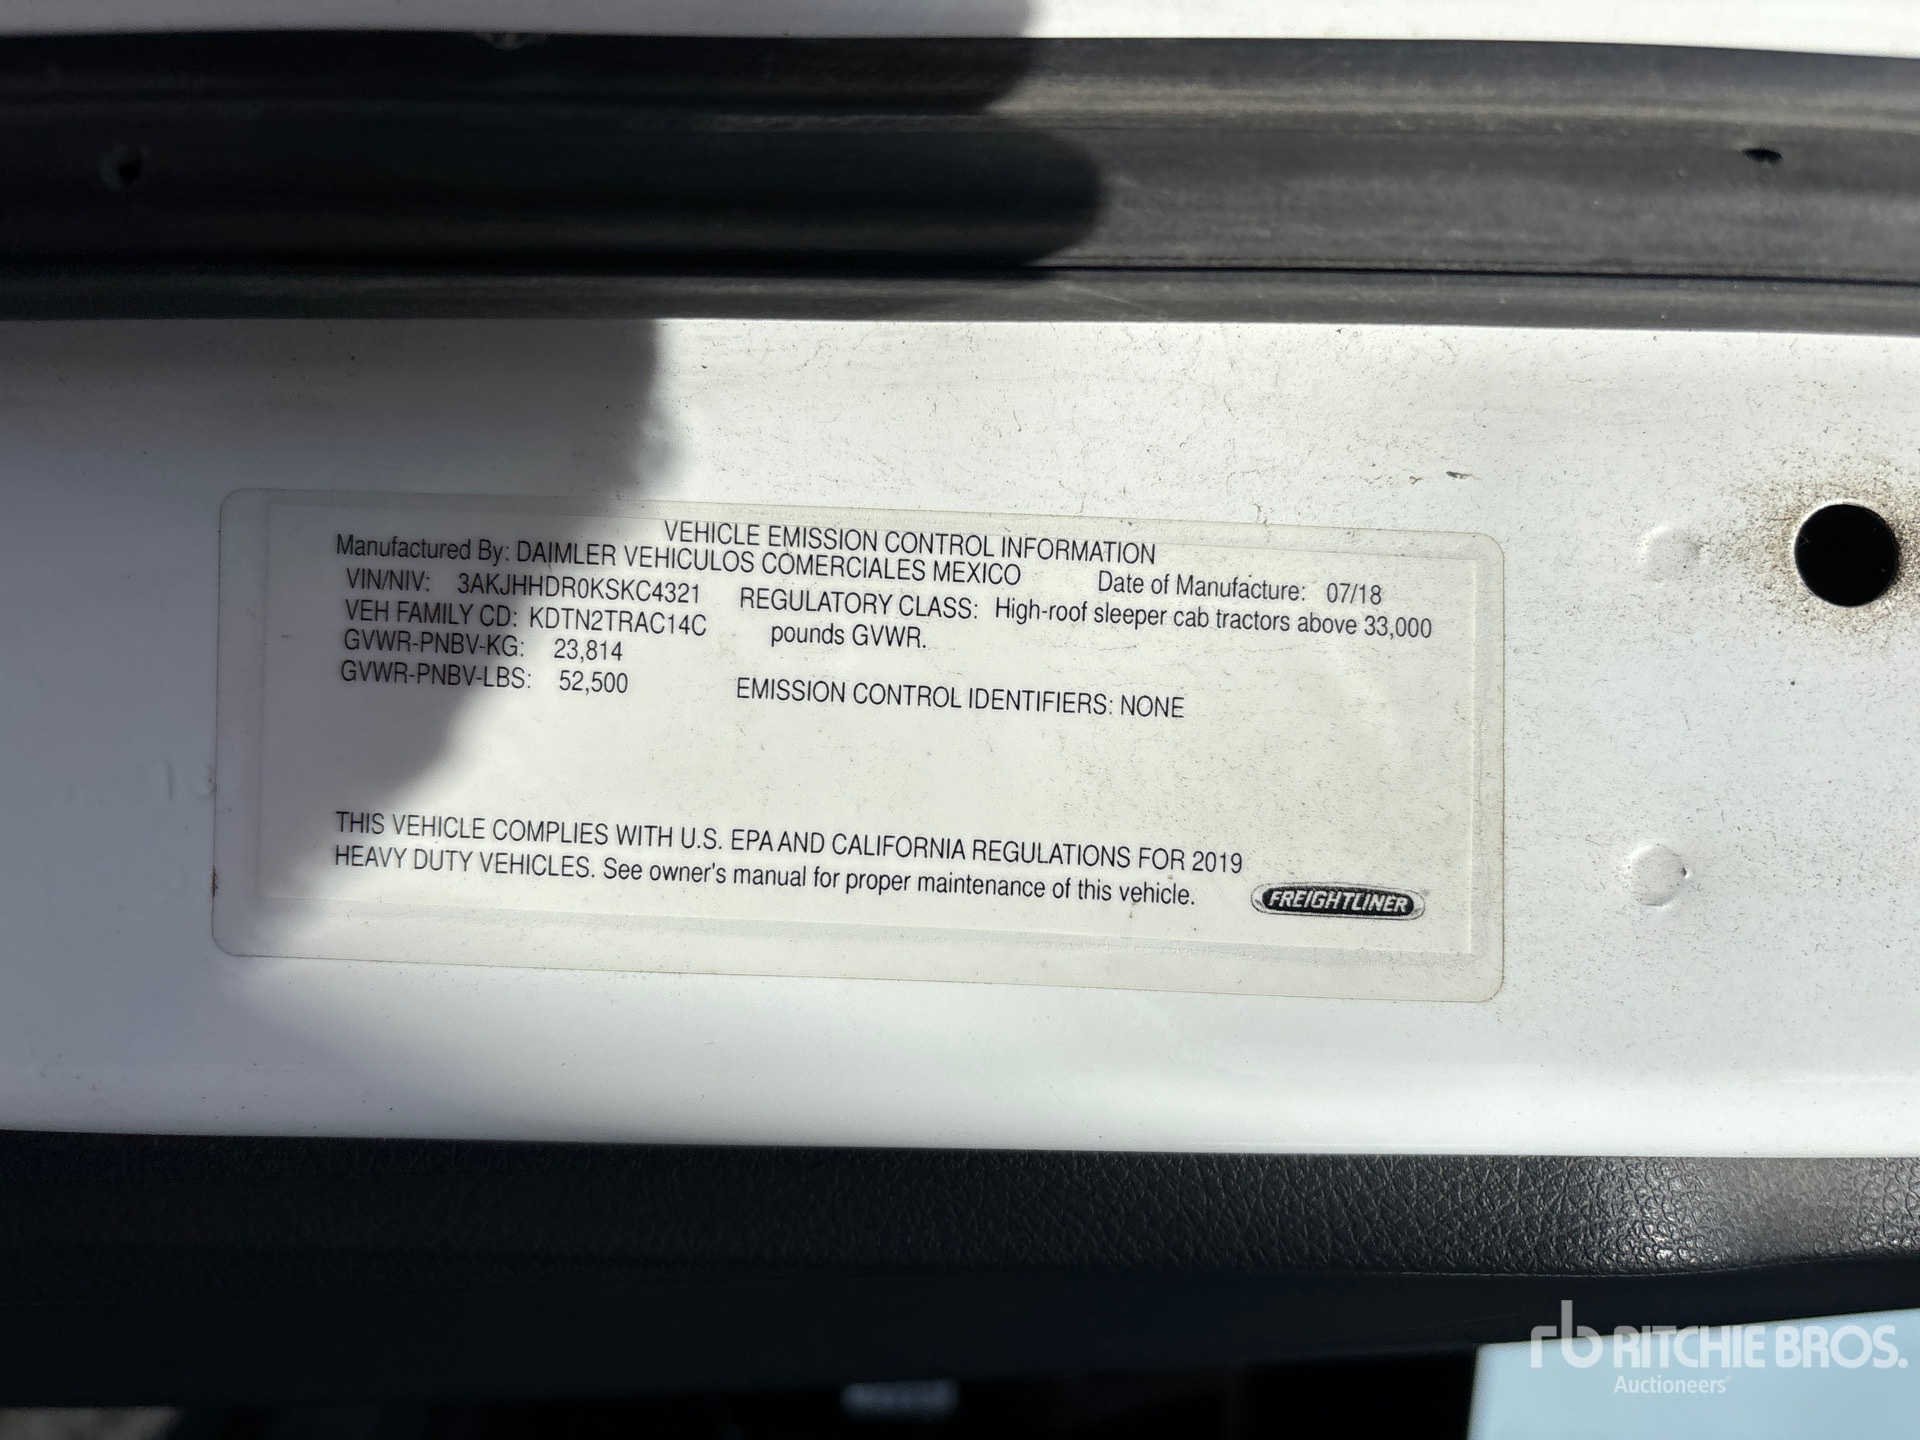 VEHICLE EMISSION CONTROL INFORMATION
Manufactured By: DAIMLER VEHICULOS COMERCIALES MEXICO
Date of Manufacture: 07/18
VIN/NIV: 3AKJHHDR0KSKC4321
REGULATORY CLASS: High-roof sleeper cab tractors above 33,000
pounds GVWR.
VEH FAMILY CD: KDTN2TRAC14C
GVWR-PNBV-KG: 23,814
GVWR-PNBV-LBS: 52,500
EMISSION CONTROL IDENTIFIERS: NONE
THIS VEHICLE COMPLIES WITH U.S. EPA AND CALIFORNIA REGULATIONS FOR 2019
HEAVY DUTY VEHICLES. See owner's manual for proper maintenance of this vehicle.
FREIGHTLINER
rb RITCHIE BROS.
Auctioneers